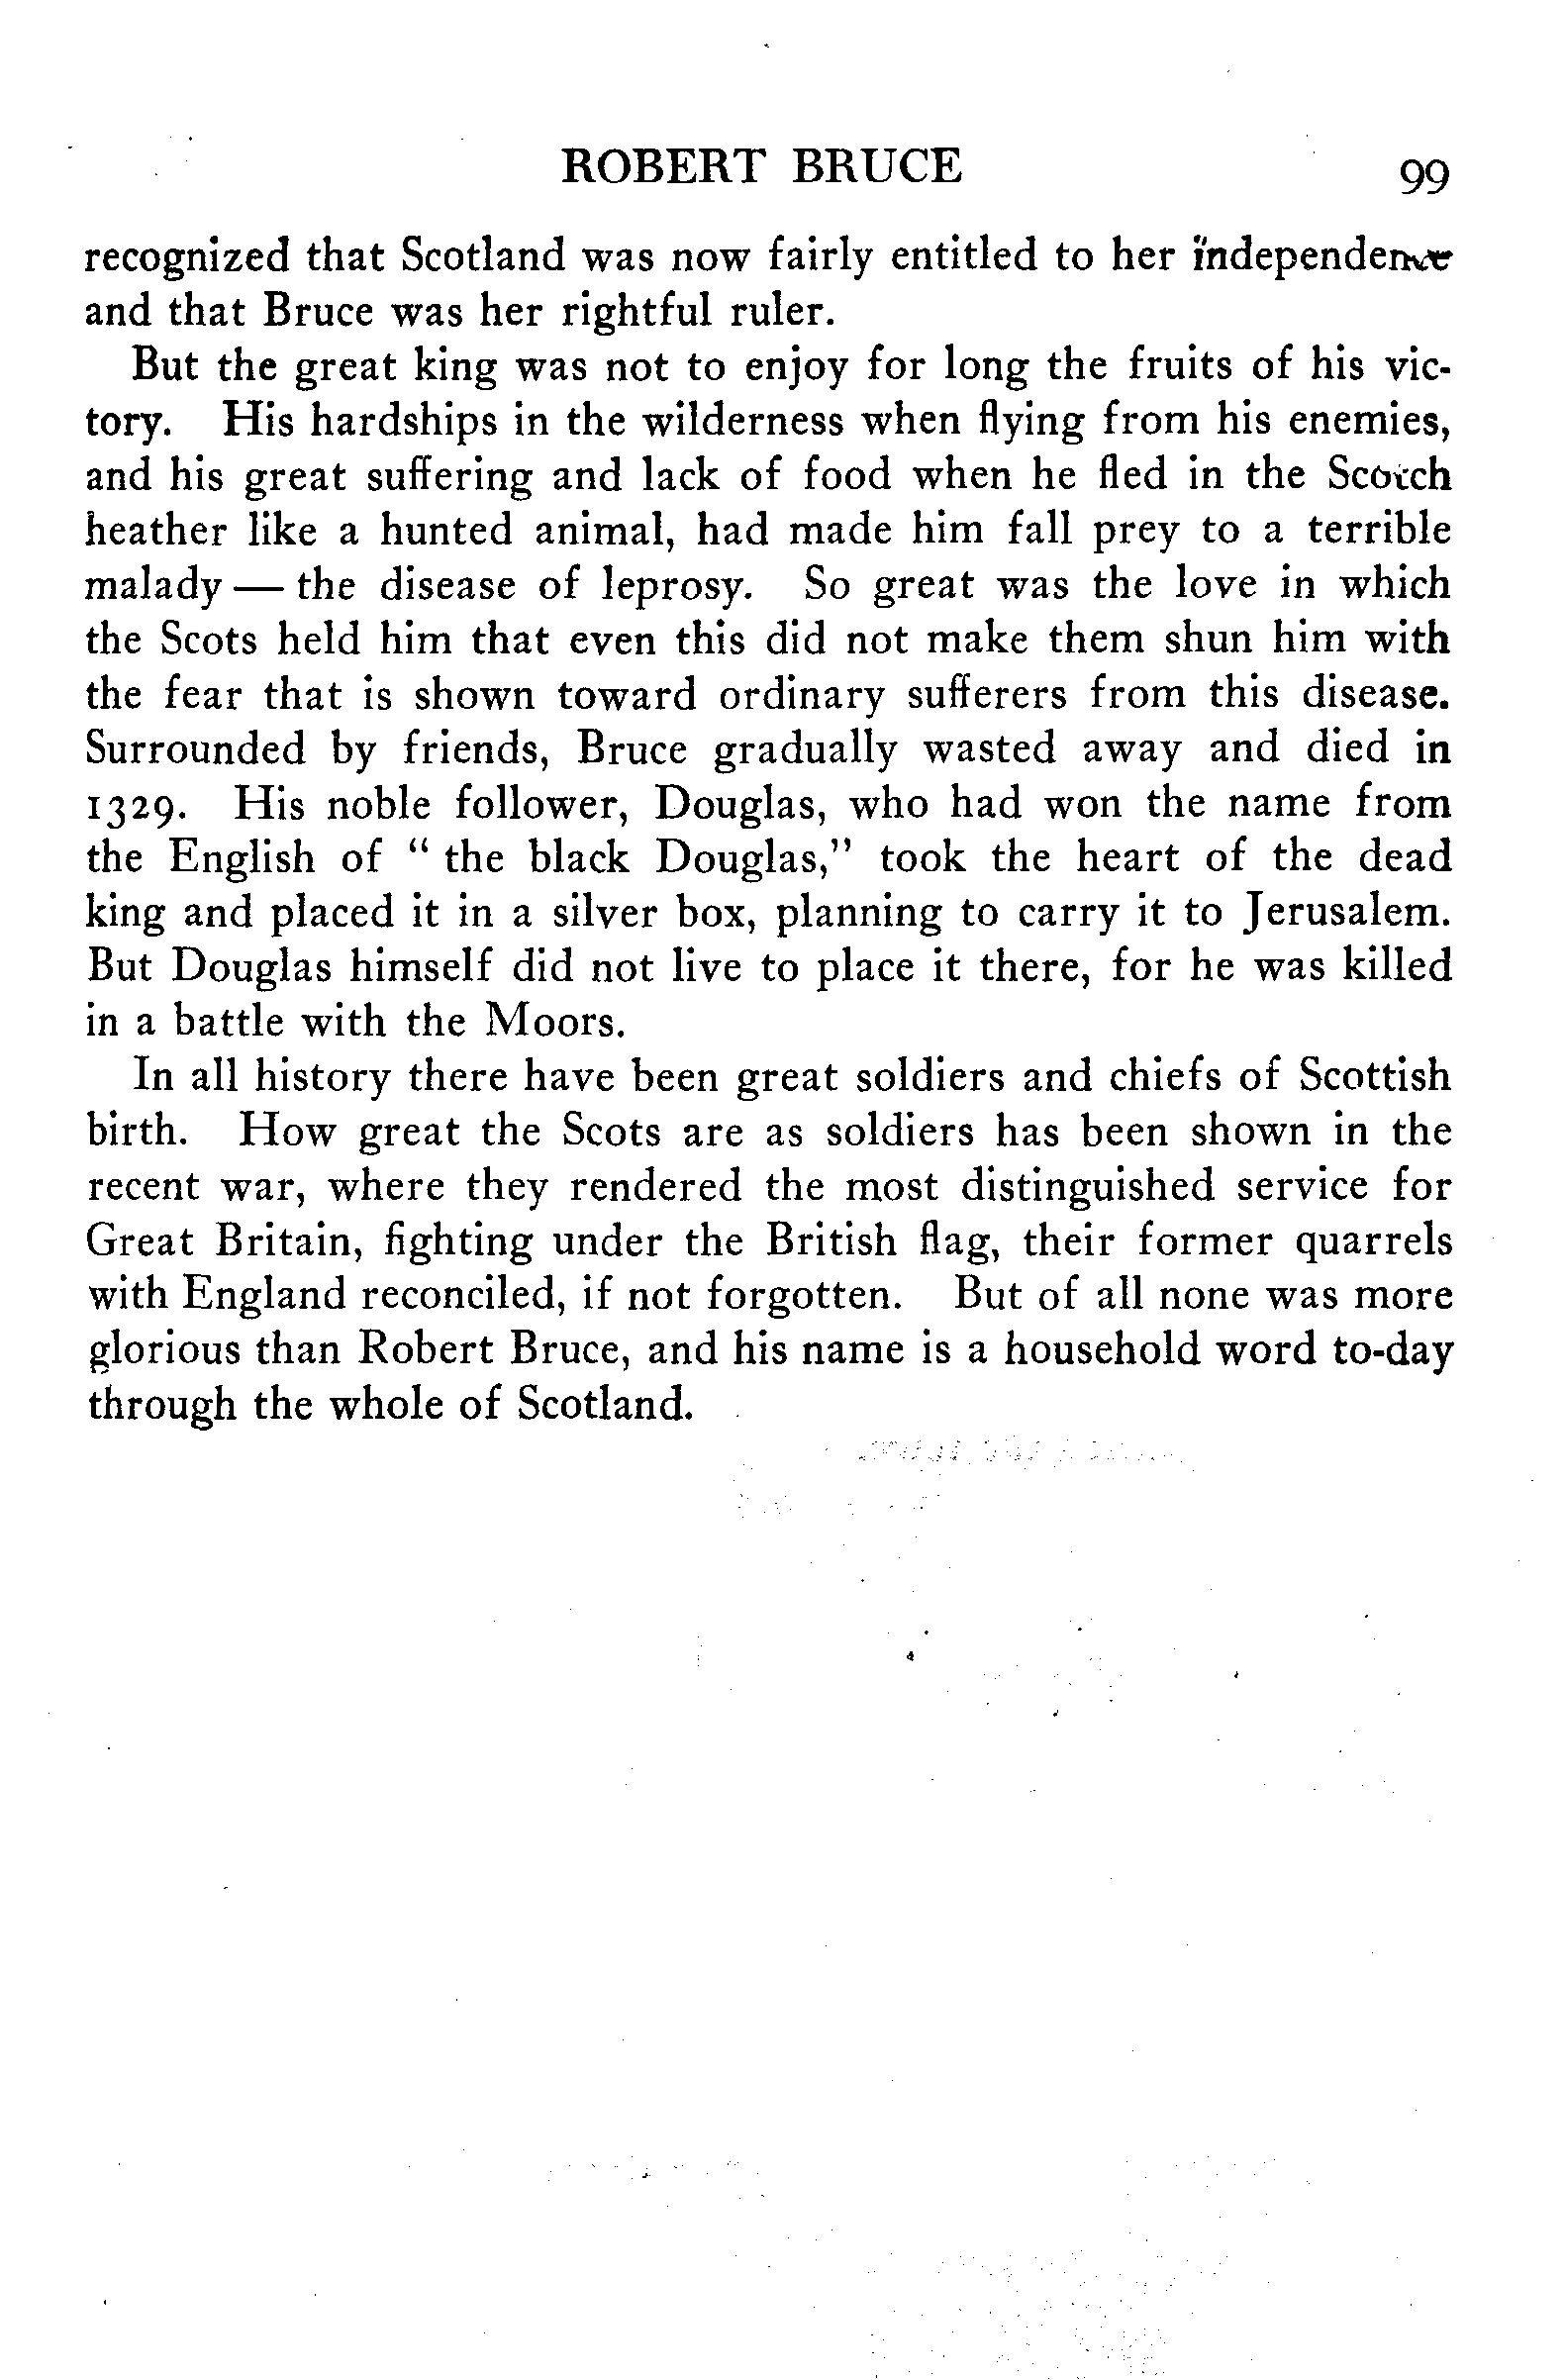 ROBERT BRUCE 99
recognized that Scotland was now fairly entitled to her independence
and that Bruce was her rightful ruler.
But the great king was not to enjoy for long the fruits of his vic-
tory. His hardships in the wilderness when flying from his enemies,
and his great suffering and lack of food when he fled in the Scotch
heather like a hunted animal, had made him fall prey to a terrible
malady — the disease of leprosy. So great was the love in which
the Scots held him that even this did not make them shun him with
the fear that is shown toward ordinary sufferers from this disease.
Surrounded by friends, Bruce gradually wasted away and died in
1329. His noble follower, Douglas, who had won the name from
the English of " the black Douglas," took the heart of the dead
king and placed it in a silver box, planning to carry it to Jerusalem.
But Douglas himself did not live to place it there, for he was killed
in a battle with the Moors.
In all history there have been great soldiers and chiefs of Scottish
birth. How great the Scots are as soldiers has been shown in the
recent war, where they rendered the most distinguished service for
Great Britain, fighting under the British flag, their former quarrels
with England reconciled, if not forgotten. But of all none was more
glorious than Robert Bruce, and his name is a household word to-day
through the whole of Scotland.